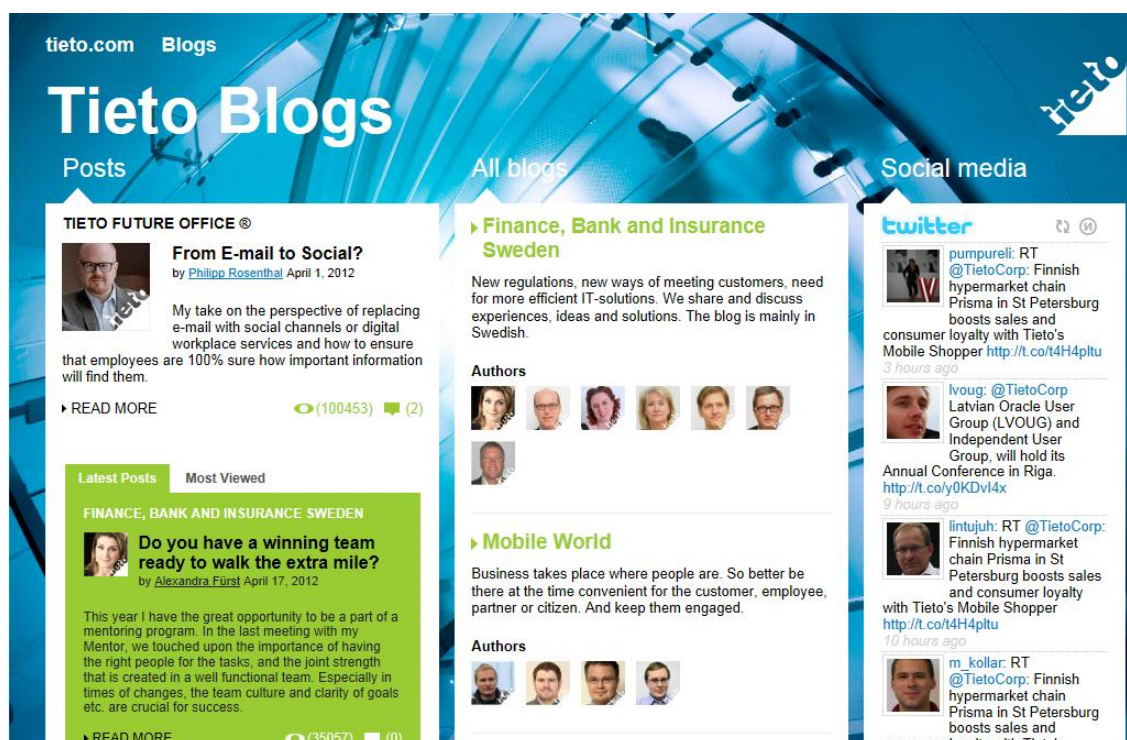 tieto.com Blogs
Tieto Blogs
tieto
Posts
TIETO FUTURE OFFICE ®
From E-mail to Social?
by Philipp Rosenthal April 1, 2012
My take on the perspective of replacing
e-mail with social channels or digital
workplace services and how to ensure
that employees are 100% sure how important information
will find them.
READ MORE (100453) (2)
Latest Posts Most Viewed
FINANCE, BANK AND INSURANCE SWEDEN
Do you have a winning team
ready to walk the extra mile?
by Alexandra Fürst April 17, 2012
This year I have the great opportunity to be a part of a
mentoring program. In the last meeting with my
Mentor, we touched upon the importance of having
the right people for the tasks, and the joint strength
that is created in a well functional team. Especially in
times of changes, the team culture and clarity of goals
etc. are crucial for success.
READ MORE (35057) (0)
All blogs
Finance, Bank and Insurance
Sweden
New regulations, new ways of meeting customers, need
for more efficient IT-solutions. We share and discuss
experiences, ideas and solutions. The blog is mainly in
Swedish.
Authors
Mobile World
Business takes place where people are. So better be
there at the time convenient for the customer, employee,
partner or citizen. And keep them engaged.
Authors
Social media
twitter
pumpureli: RT
@TietoCorp: Finnish
hypermarket chain
Prisma in St Petersburg
boosts sales and
consumer loyalty with Tieto's
Mobile Shopper http://t.co/t4H4pltu
3 hours ago
lvoug: @TietoCorp
Latvian Oracle User
Group (LVOUG) and
Independent User
Group, will hold its
Annual Conference in Riga.
http://t.co/y0KDvI4x
9 hours ago
lintujuh: RT @TietoCorp:
Finnish hypermarket
chain Prisma in St
Petersburg boosts sales
and consumer loyalty
with Tieto's Mobile Shopper
http://t.co/t4H4pltu
10 hours ago
m_kollar: RT
@TietoCorp: Finnish
hypermarket chain
Prisma in St Petersburg
boosts sales and